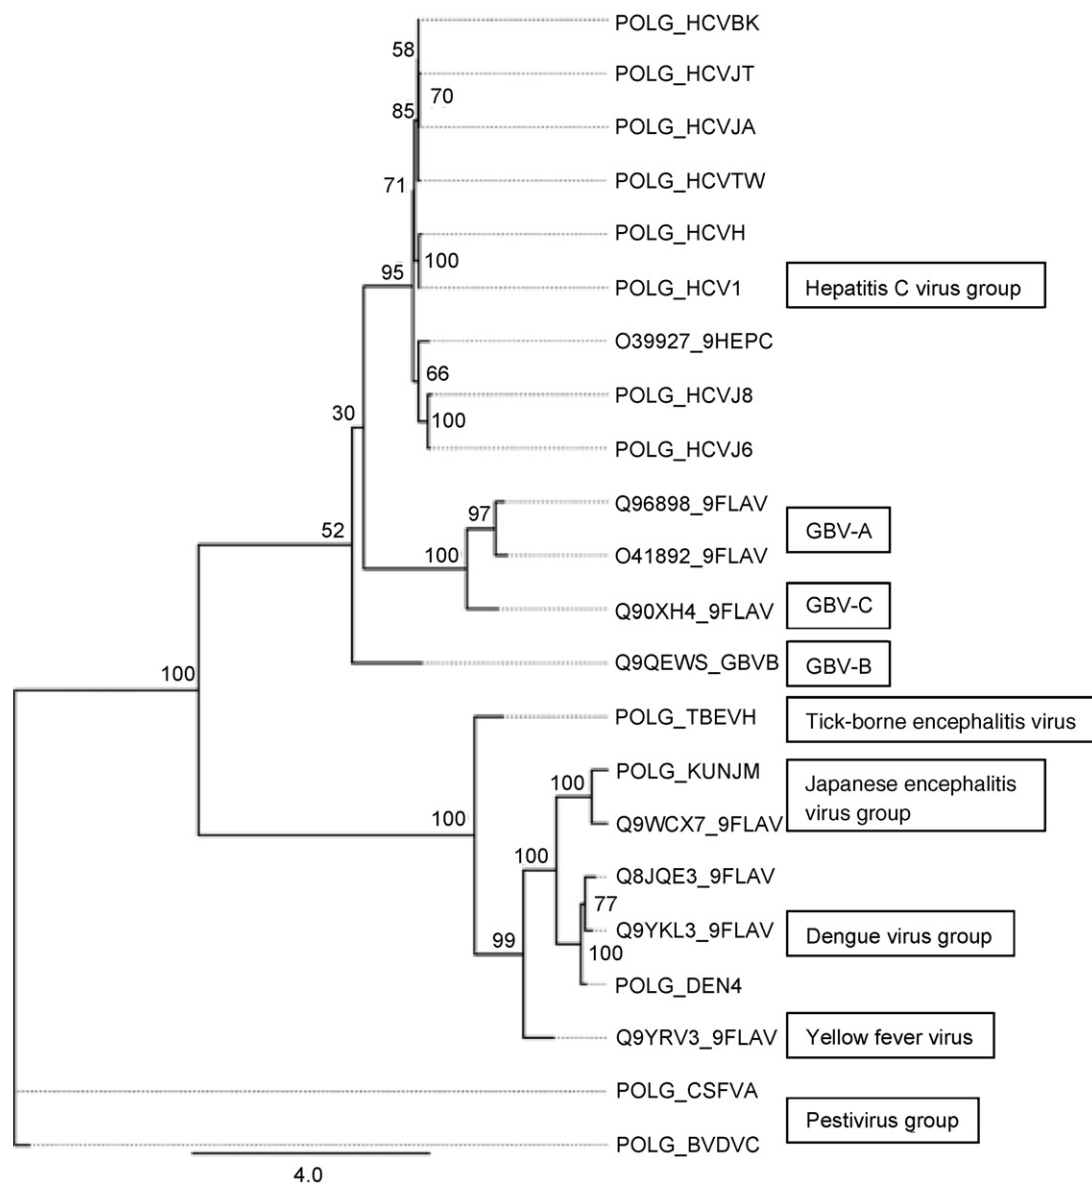 POLG_HCVBK
58
POLG_HCVJT
70
85
POLG_HCVJA
POLG_HCVTW
71
POLG_HCVH
100
95
POLG_HCV1
Hepatitis C virus group
O39927_9HEPC
66
POLG_HCVJ8
30
100
POLG_HCVJ6
Q96898_9FLAV
97
GBV-A
52
100
O41892_9FLAV
Q90XH4_9FLAV
GBV-C
Q9QEWS_GBVB
GBV-B
100
POLG_TBEVH
Tick-borne encephalitis virus
POLG_KUNJM
100
Japanese encephalitis
virus group
100
Q9WCX7_9FLAV
100
Q8JQE3_9FLAV
77
Q9YKL3_9FLAV
Dengue virus group
99
100
POLG_DEN4
Q9YRV3_9FLAV
Yellow fever virus
POLG_CSFVA
Pestivirus group
POLG_BVDVC
4.0